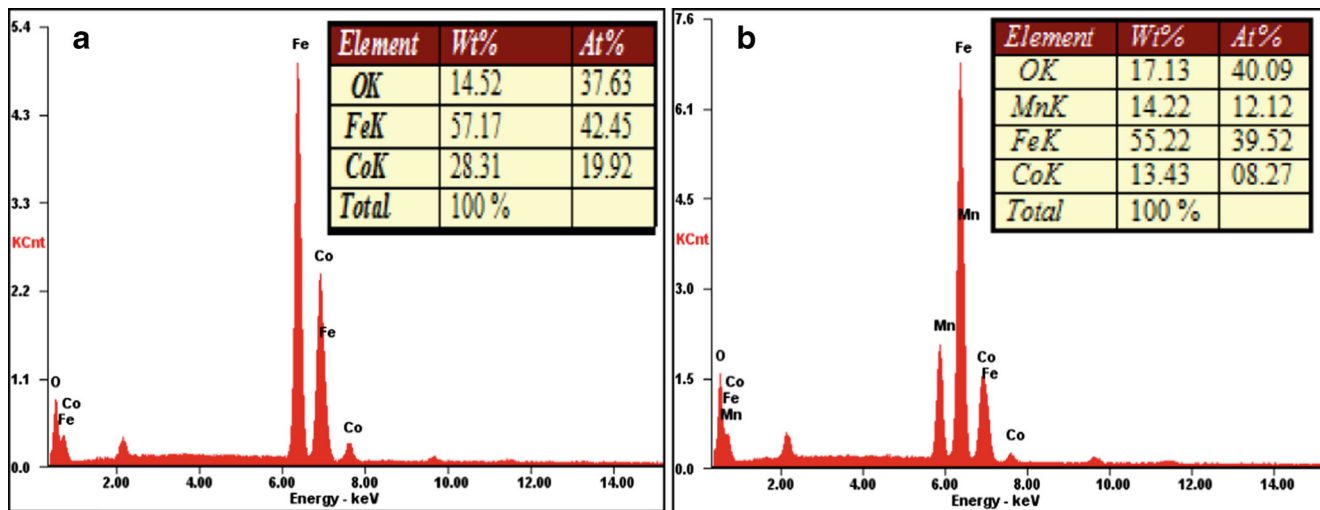 a
5.4
4.3
3.3
KCnt
2.2
1.1
0.0
Fe
Co
Fe
Co
O
Co
Fe
2.00 4.00 6.00 8.00 10.00 12.00 14.00
Energy - keV
Element Wt% At%
OK 14.52 37.63
FeK 57.17 42.45
CoK 28.31 19.92
Total 100 %
b
7.6
6.1
4.5
KCnt
3.0
1.5
0.0
Fe
Mn
Mn
Co
Fe
Co
O
Co
Fe
Mn
2.00 4.00 6.00 8.00 10.00 12.00 14.00
Energy - keV
Element Wt% At%
OK 17.13 40.09
MnK 14.22 12.12
FeK 55.22 39.52
CoK 13.43 08.27
Total 100 %